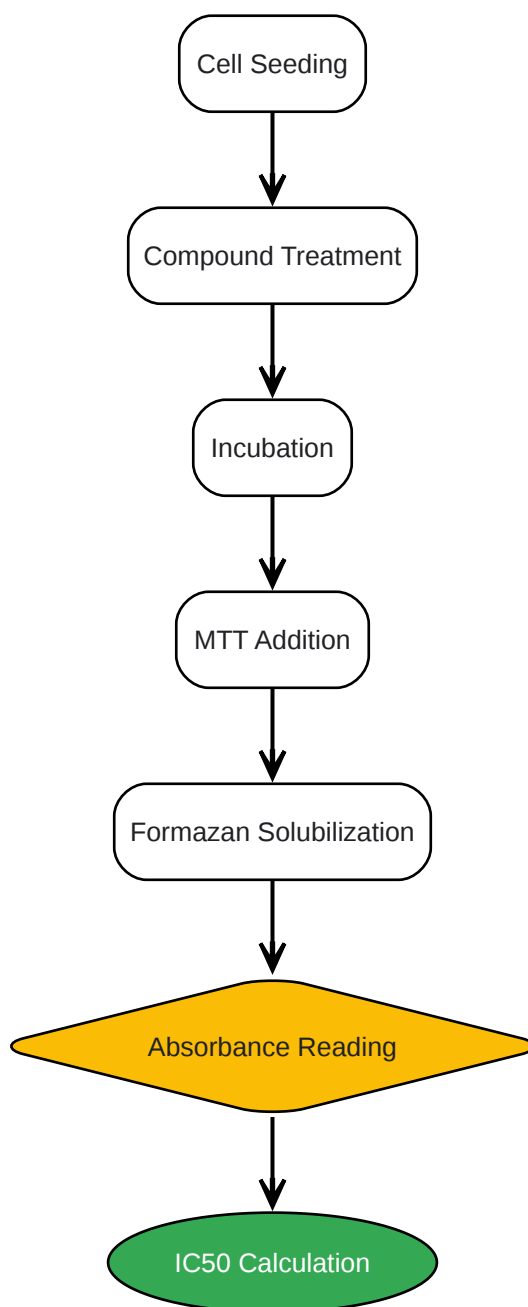 Cell Seeding
Compound Treatment
Incubation
MTT Addition
Formazan Solubilization
Absorbance Reading
IC50 Calculation